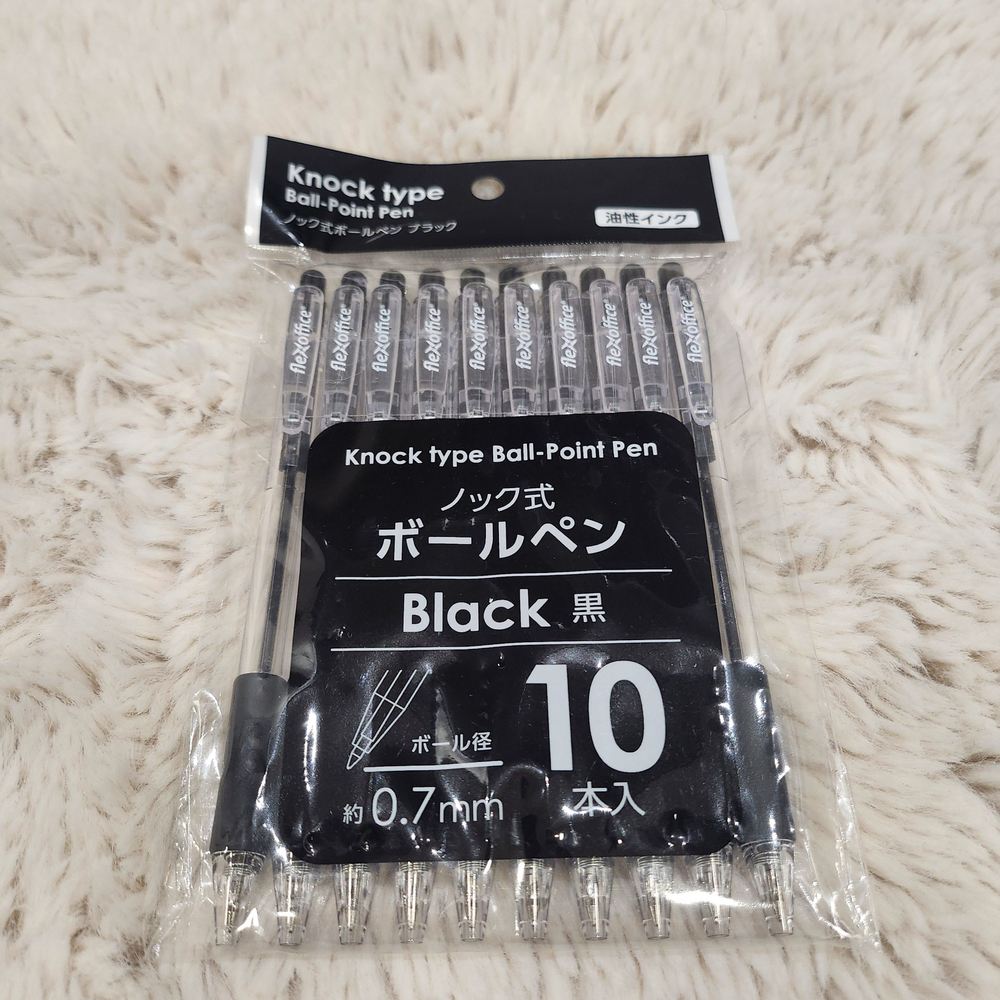 Knock type
Ball-Point Pen
ノック式ボールペン ブラック
油性インク
flexoffice
flexoffice
flexoffice
flexoffice
flexoffice
flexoffice
flexoffice
flexoffice
flexoffice
flexoffice
Knock type Ball-Point Pen
ノック式
ボールペン
Black 黒
ボール径
約0.7mm
10
本入